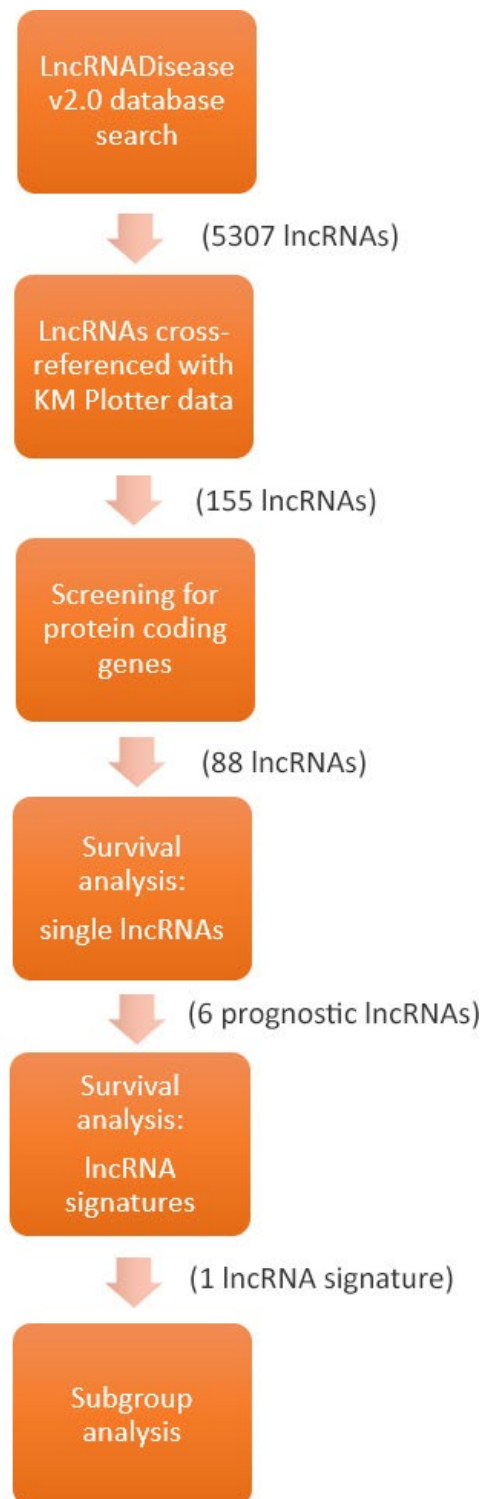 LncRNADisease
v2.0 database
search
(5307 lncRNAs)
LncRNAs cross-
referenced with
KM Plotter data
(155 lncRNAs)
Screening for
protein coding
genes
(88 lncRNAs)
Survival
analysis:
single lncRNAs
(6 prognostic lncRNAs)
Survival
analysis:
lncRNA
signatures
(1 lncRNA signature)
Subgroup
analysis